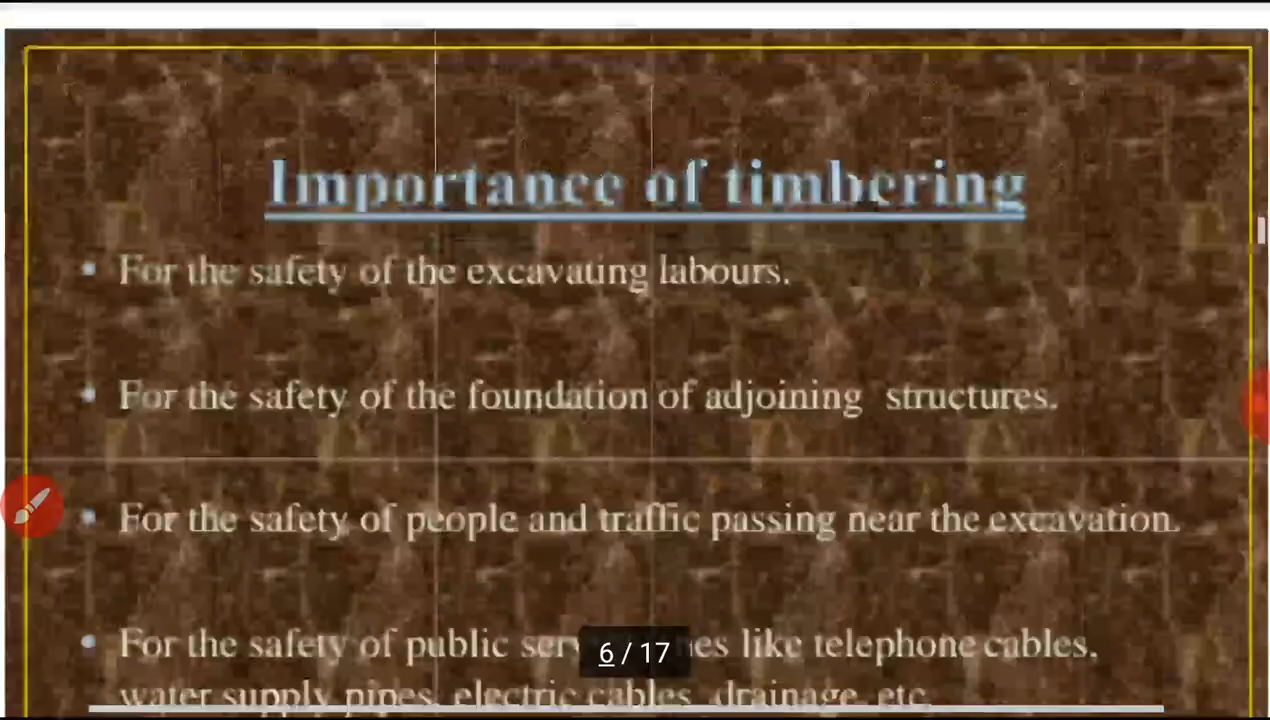 Importance of timbering
For the safety of the excavating labours.
For the safety of the foundation of adjoining structures.
For the safety of people and traffic passing near the excavation.
For the safety of public like telephone cables,
water supply pipes, electric cables, drainage, etc
6 / 17